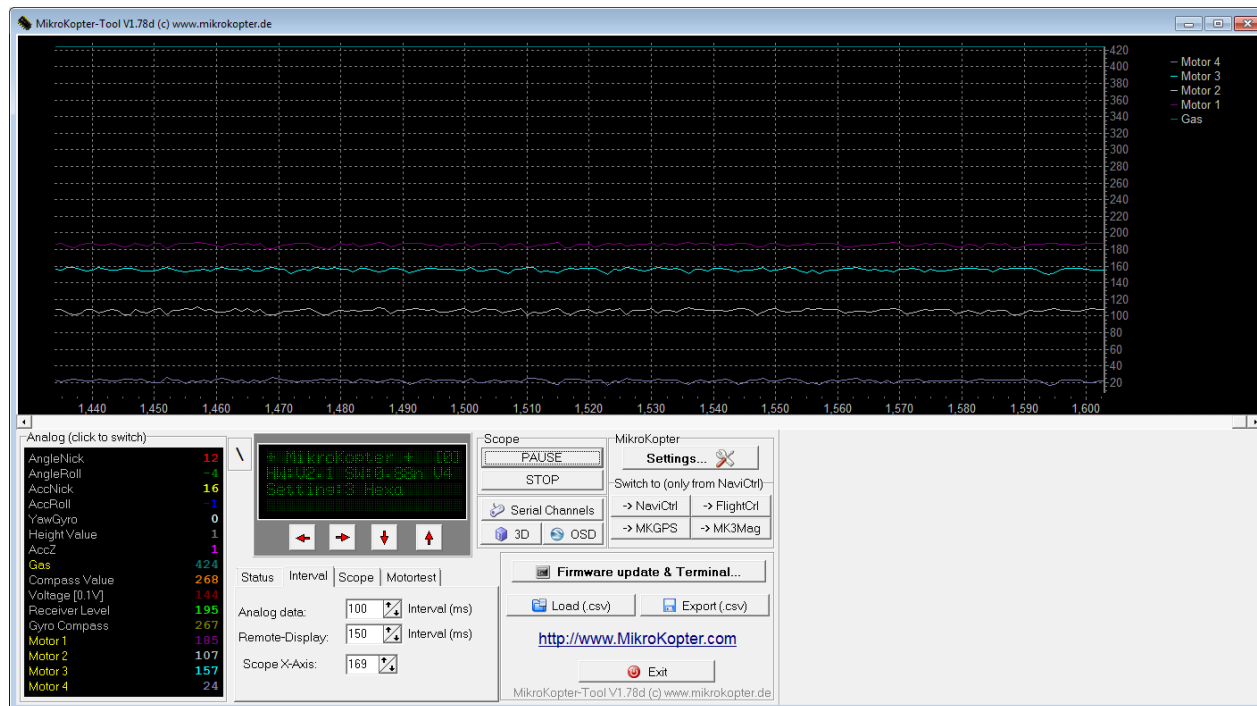 MikroKopter-Tool V1.78d (c) www.mikrokopter.de
420
400
380
360
340
320
300
280
260
240
220
200
180
160
140
120
100
80
60
40
20
Motor 4
Motor 3
Motor 2
Motor 1
Gas
1,440 1,450 1,460 1,470 1,480 1,490 1,500 1,510 1,520 1,530 1,540 1,550 1,560 1,570 1,580 1,590 1,600
Analog (click to switch)
AngleNick 12
AngleRoll -4
AccNick 16
AccRoll -1
YawGyro 0
Height Value 1
AccZ 1
Gas 424
Compass Value 268
Voltage [0.1V] 144
Receiver Level 195
Gyro Compass 267
Motor 1 185
Motor 2 107
Motor 3 157
Motor 4 24
\
+ MikroKopter + [0]
HW:V2.1 SW:0.88n V4
Setting:3 Hexa
Status Interval Scope Motortest
Analog data: 100 Interval (ms)
Remote-Display: 150 Interval (ms)
Scope X-Axis: 169
Scope
PAUSE
STOP
Serial Channels
3D OSD
MikroKopter
Settings...
Switch to (only from NaviCtrl)
-> NaviCtrl -> FlightCrl
-> MKGPS -> MK3Mag
Firmware update & Terminal...
Load (.csv) Export (.csv)
http://www.MikroKopter.com
Exit
MikroKopter-Tool V1.78d (c) www.mikrokopter.de